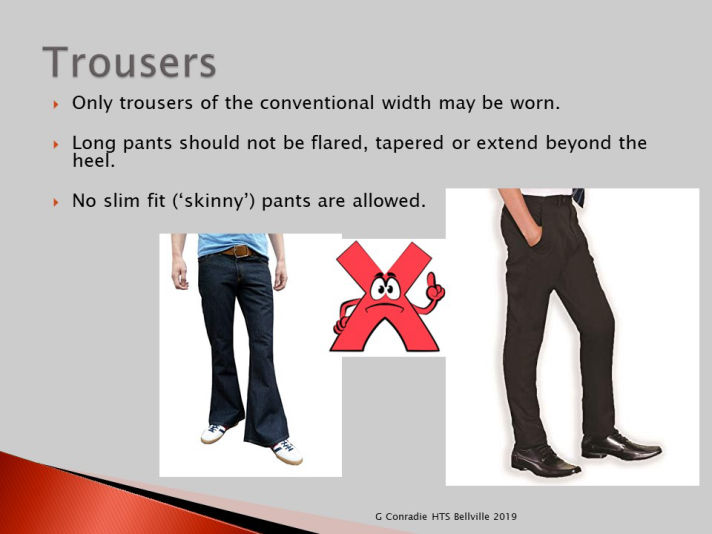 Trousers
Only trousers of the conventional width may be worn.
Long pants should not be flared, tapered or extend beyond the
heel.
No slim fit (‘skinny’) pants are allowed.
G Conradie HTS Bellville 2019